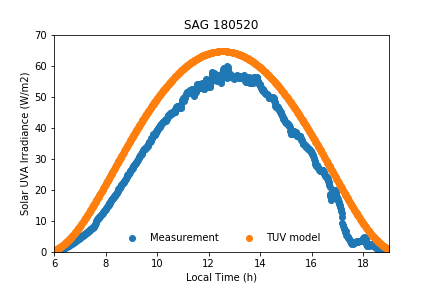 SAG 180520
70
60
50
40
30
20
10
0
Solar UVA Irradiance (W/m2)
Measurement TUV model
6 8 10 12 14 16 18
Local Time (h)